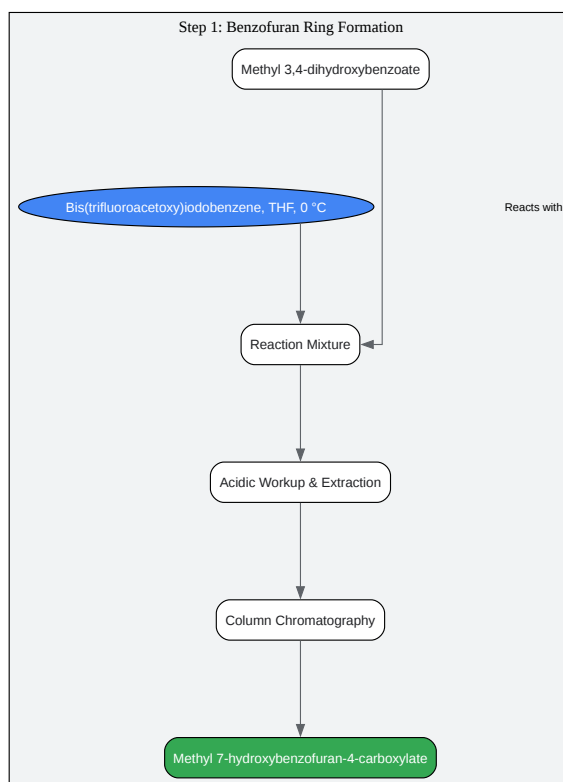 Step 1: Benzofuran Ring Formation
Methyl 3,4-dihydroxybenzoate
Bis(trifluoroacetoxy)iodobenzene, THF, 0 °C
Reacts with
Reaction Mixture
Acidic Workup & Extraction
Column Chromatography
Methyl 7-hydroxybenzofuran-4-carboxylate